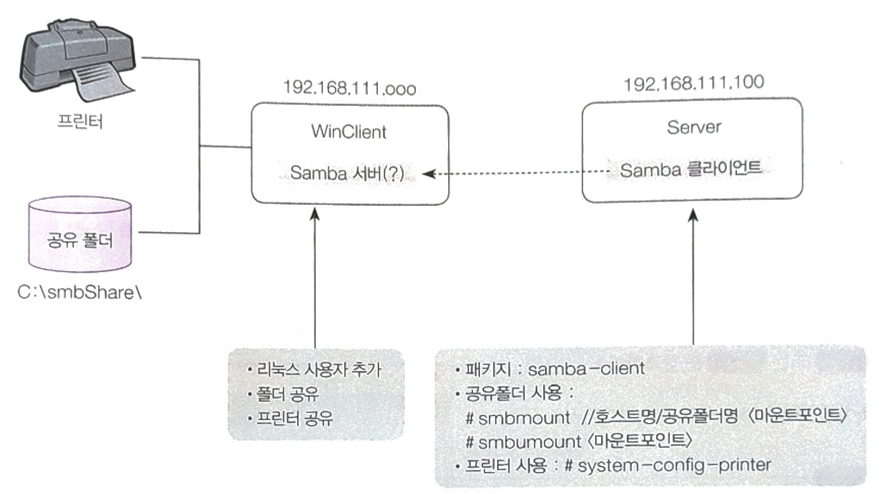 프린터
공유 폴더
C:\smbShare\
192.168.111.ooo
WinClient
Samba 서버(?)
192.168.111.100
Server
Samba 클라이언트
• 리눅스 사용자 추가
• 폴더 공유
• 프린터 공유
• 패키지 : samba-client
• 공유폴더 사용 :
# smbmount //호스트명/공유폴더명 〈마운트포인트〉
# smbumount 〈마운트포인트〉
• 프린터 사용 : # system-config-printer